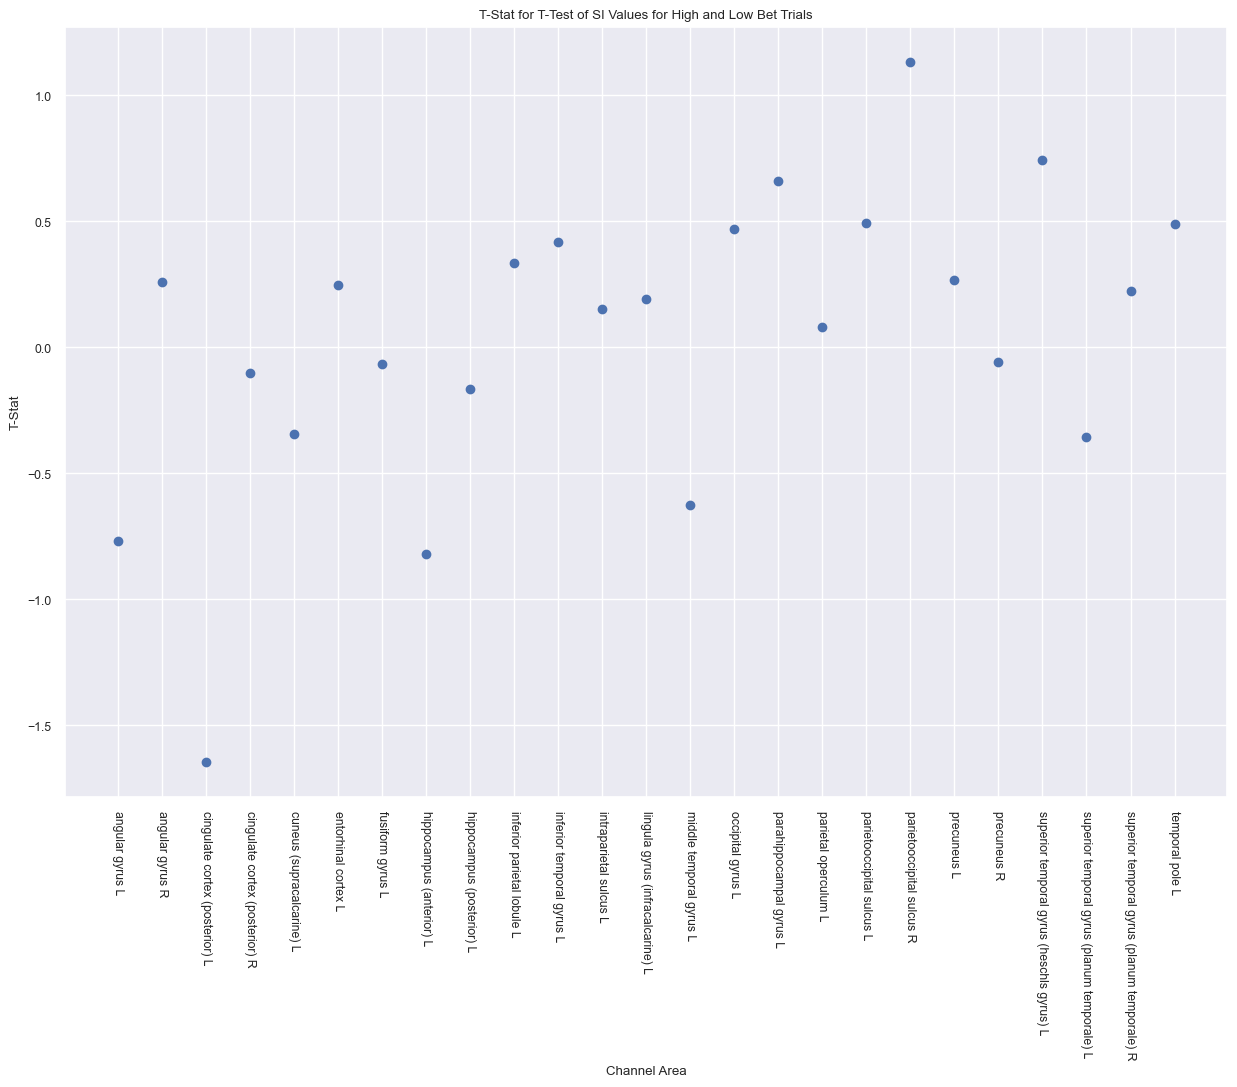 T-Stat for T-Test of SI Values for High and Low Bet Trials
1.0
0.5
0.0
−0.5
−1.0
−1.5
T-Stat
angular gyrus L
angular gyrus R
cingulate cortex (posterior) L
cingulate cortex (posterior) R
cuneus (supracalcarine) L
entorhinal cortex L
fusiform gyrus L
hippocampus (anterior) L
hippocampus (posterior) L
inferior parietal lobule L
inferior temporal gyrus L
intraparietal sulcus L
lingula gyrus (infracalcarine) L
middle temporal gyrus L
occipital gyrus L
parahippocampal gyrus L
parietal operculum L
parietooccipital sulcus L
parietooccipital sulcus R
precuneus L
precuneus R
superior temporal gyrus (heschls gyrus) L
superior temporal gyrus (planum temporale) L
superior temporal gyrus (planum temporale) R
temporal pole L
Channel Area